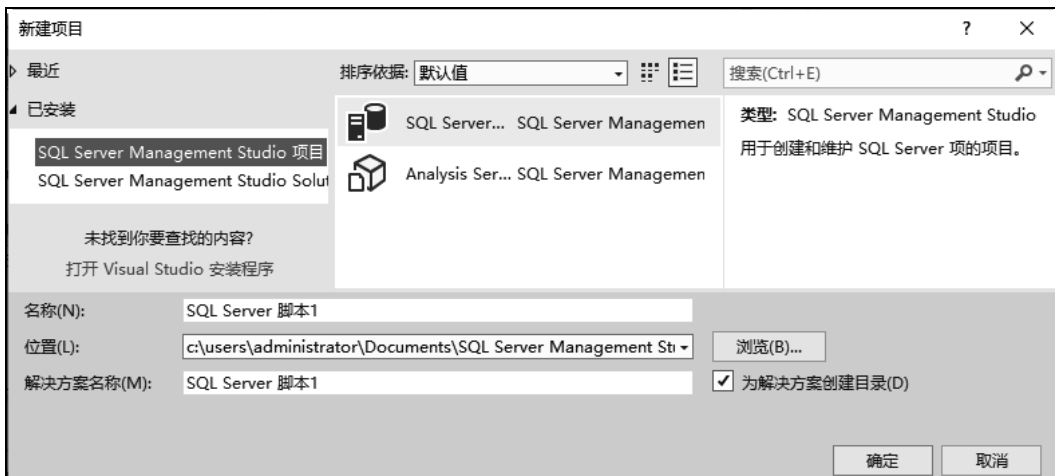 新建项目
?
最近
排序依据: 默认值
搜索(Ctrl+E)
已安装
SQL Server Management Studio 项目
SQL Server Management Studio Solut
未找到你要查找的内容?
打开 Visual Studio 安装程序
SQL Server... SQL Server Managemen
Analysis Ser... SQL Server Managemen
类型: SQL Server Management Studio
用于创建和维护 SQL Server 项的项目。
名称(N): SQL Server 脚本1
位置(L): c:\users\administrator\Documents\SQL Server Management Stu 浏览(B)...
解决方案名称(M): SQL Server 脚本1
为解决方案创建目录(D)
确定 取消